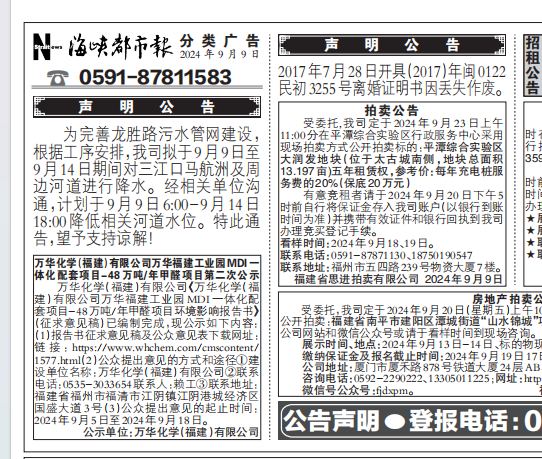 海峡都市报
分类广告
2024年9月9日
☎ 0591-87811583
声明公告
为完善龙胜路污水管网建设，
根据工序安排，我司拟于9月9日至
9月14日期间对三江口马航洲及周
边河道进行降水。经相关单位沟
通，计划于9月9日6:00-9月14日
18:00降低相关河道水位。特此通
告，望予支持谅解！
万华化学(福建)有限公司万华福建工业园MDI一
体化配套项目-48万吨/年甲醛项目第二次公示
万华化学(福建)有限公司《万华化学(福
建)有限公司万华福建工业园MDI一体化配
套项目-48万吨/年甲醛项目环境影响报告书》
(征求意见稿)已编制完成,现公示如下内容:
(1)报告书征求意见稿及公众意见表下载网址:
链接:https://www.whchem.com/cmscontent/
1577.html(2)公众提出意见的方式和途径①建
设单位名称:万华化学(福建)有限公司②联系
电话:0535-3033654联系人:赖工③联系地址:
福建省福州市福清市江阴镇江阴港城经济区
国盛大道3号(3)公众提出意见的起止时间:
2024年9月5日至2024年9月18日。
公示单位:万华化学(福建)有限公司
声明公告
2017年7月28日开具(2017)年闽0122
民初3255号离婚证明书因丢失作废。
拍卖公告
受委托,我司定于2024年9月23日上午
11:00分在平潭综合实验区行政服务中心采用
现场拍卖方式公开拍卖标的:平潭综合实验区
大润发地块(位于太古城南侧,地块总面积
13.197亩)五年租赁权,参考价:每年充电桩服
务费的20%(保底20万元)
有意竞租者请于2024年9月20日下午5
时前自行将保证金存入我司账户(以银行到账
时间为准)并携带有效证件和银行回执到我司
办理竞买登记手续。
看样时间:2024年9月18、19日。
联系电话:0591-87871130、18750190547
联系地址:福州市五四路239号物资大厦7楼。
福建省思进拍卖有限公司 2024年9月9日
房地产拍卖公
受委托,我司定于2024年9月20日(星期五)上午10
公开拍卖:福建省南平市建阳区潭城街道“山水锦城”
公司网站和微信公众号或请于看样时间到现场咨询。
展示时间、地点:2024年9月13日-14日、标的物现
缴纳保证金及报名截止时间:2024年9月19日17
公司地址:厦门市厦禾路878号铁道大厦24层AB
咨询电话:0592-2290222、13305011225;网址:http
微信公众号:fjdxpm。
公告声明●登报电话:0
招
租
公
告